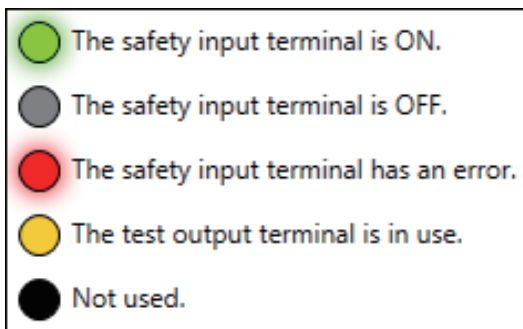 The safety input terminal is ON.
The safety input terminal is OFF.
The safety input terminal has an error.
The test output terminal is in use.
Not used.